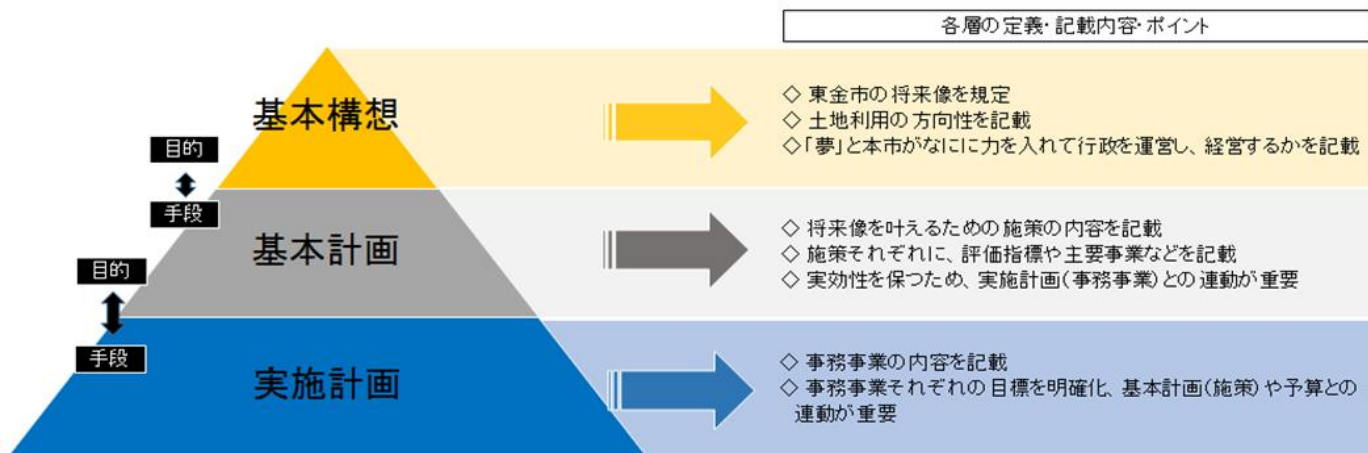 各層の定義・記載内容・ポイント
基本構想
◇ 東金市の将来像を規定
◇ 土地利用の方向性を記載
◇「夢」と本市がなにに力を入れて行政を運営し、経営するかを記載
目的
手段
基本計画
◇ 将来像を叶えるための施策の内容を記載
◇ 施策それぞれに、評価指標や主要事業などを記載
◇ 実効性を保つため、実施計画(事務事業)との連動が重要
目的
手段
実施計画
◇ 事務事業の内容を記載
◇ 事務事業それぞれの目標を明確化、基本計画(施策)や予算との
連動が重要